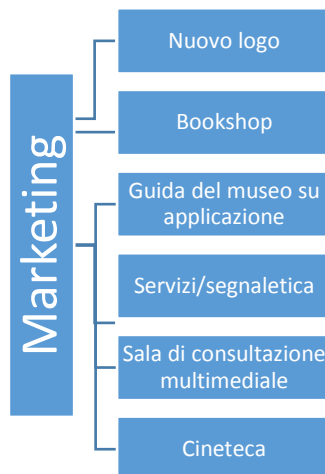 Marketing
Nuovo logo
Bookshop
Guida del museo su
applicazione
Servizi/segnaletica
Sala di consultazione
multimediale
Cineteca